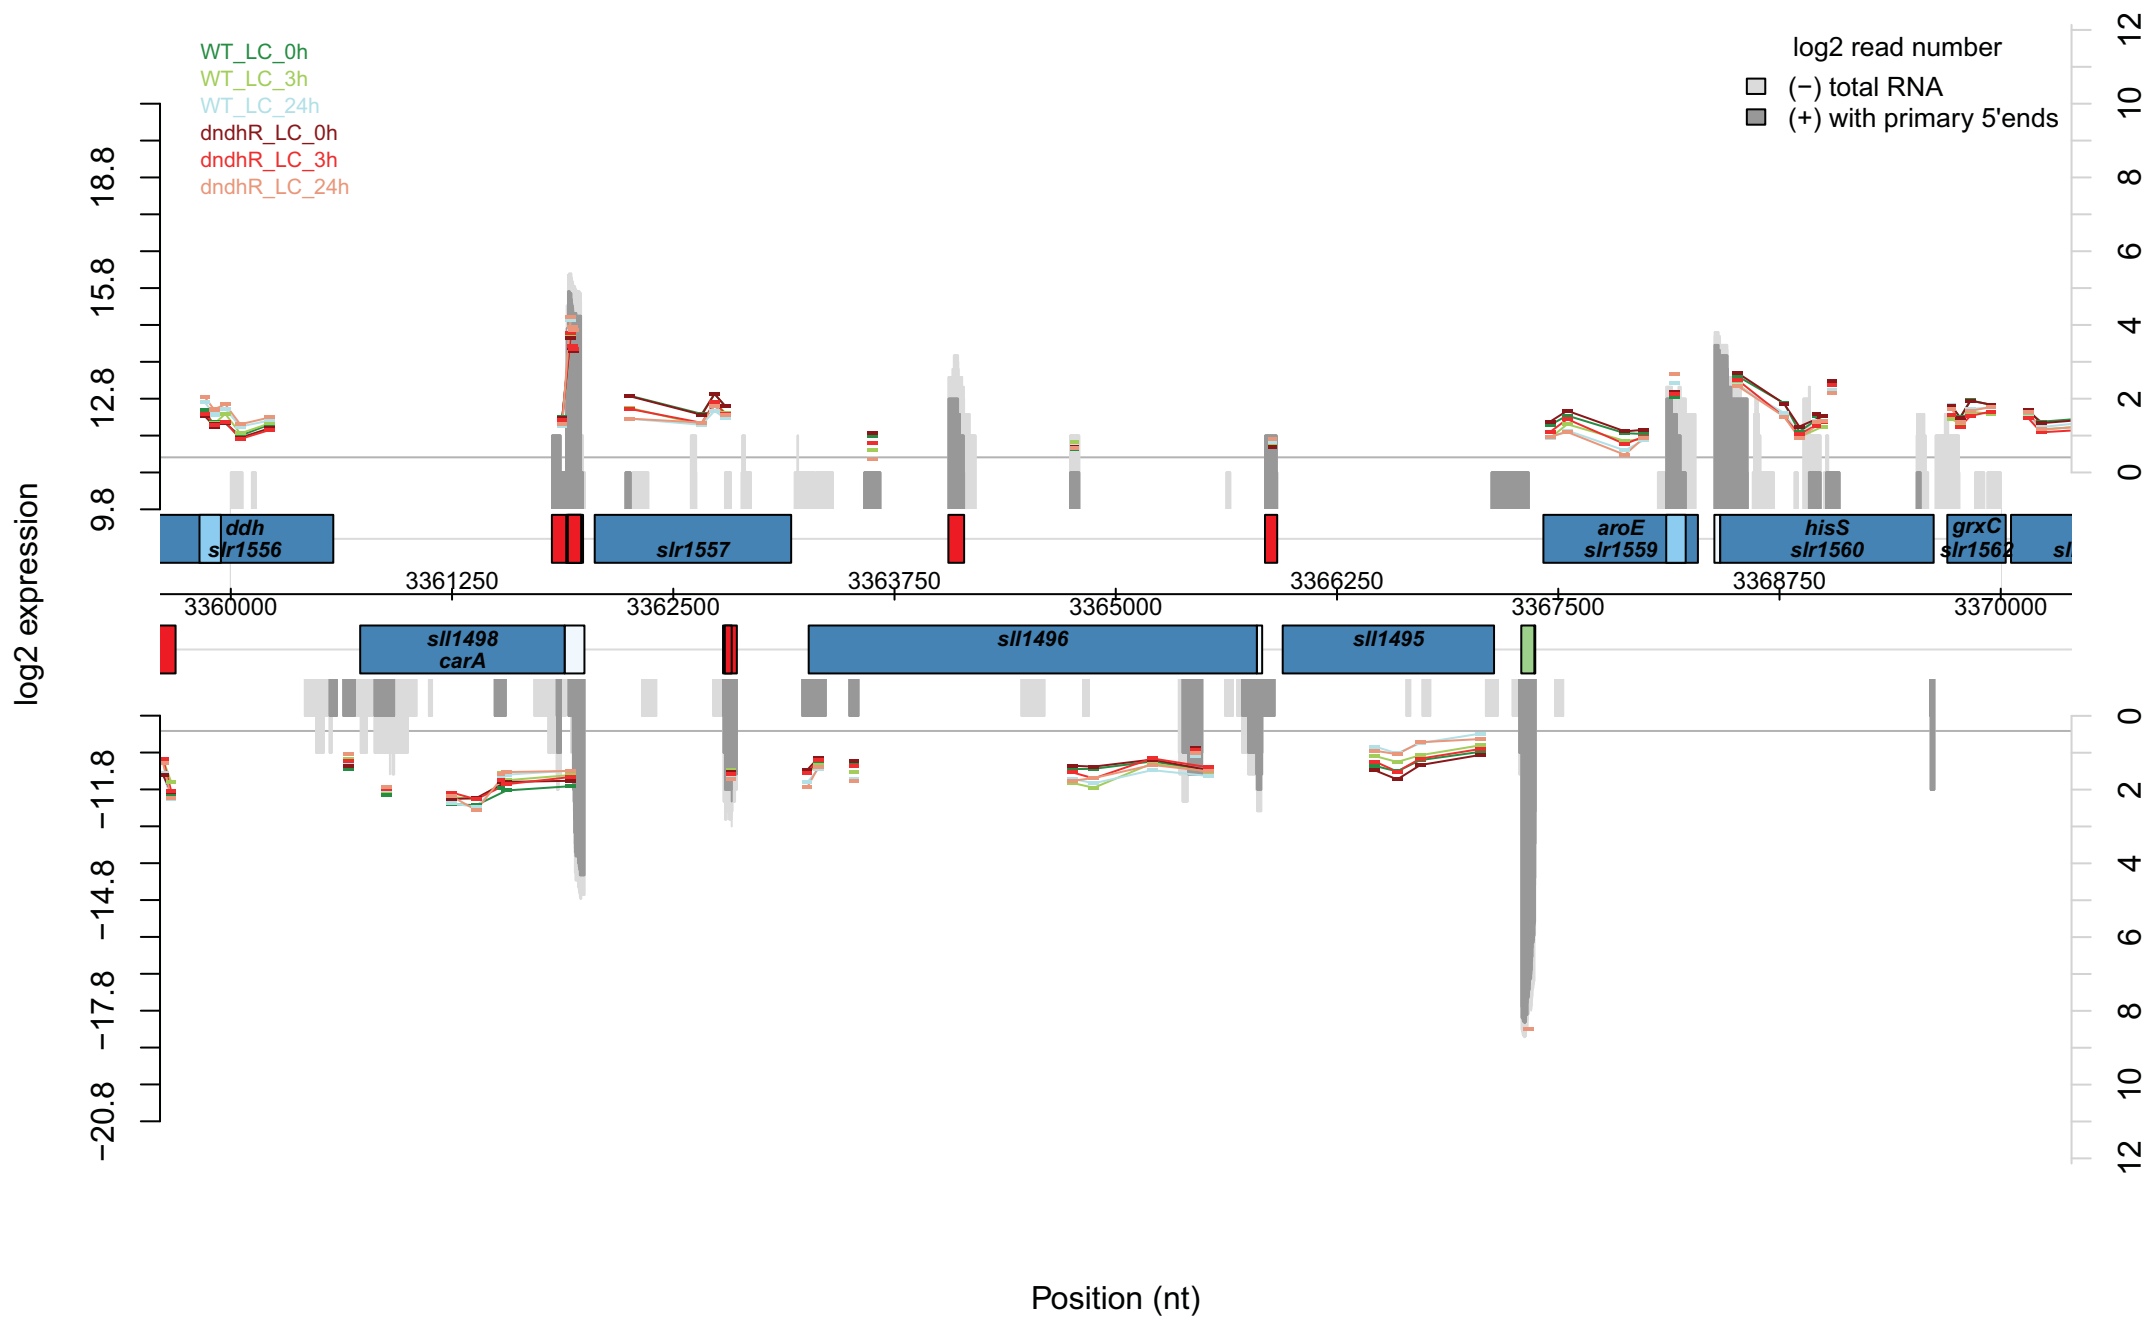 WT_LC_0h
WT_LC_3h
WT_LC_24h
dndhR_LC_0h
dndhR_LC_3h
dndhR_LC_24h
log2 read number
(−) total RNA
(+) with primary 5'ends
log2 expression
18.8
15.8
12.8
9.8
12
10
8
6
4
2
0
ddh
slr1556
slr1557
aroE
slr1559
hisS
slr1560
grxC
slr1562
sl
3361250
3363750
3366250
3368750
3360000
3362500
3365000
3367500
3370000
sll1498
carA
sll1496
sll1495
−11.8
−14.8
−17.8
−20.8
0
2
4
6
8
10
12
Position (nt)